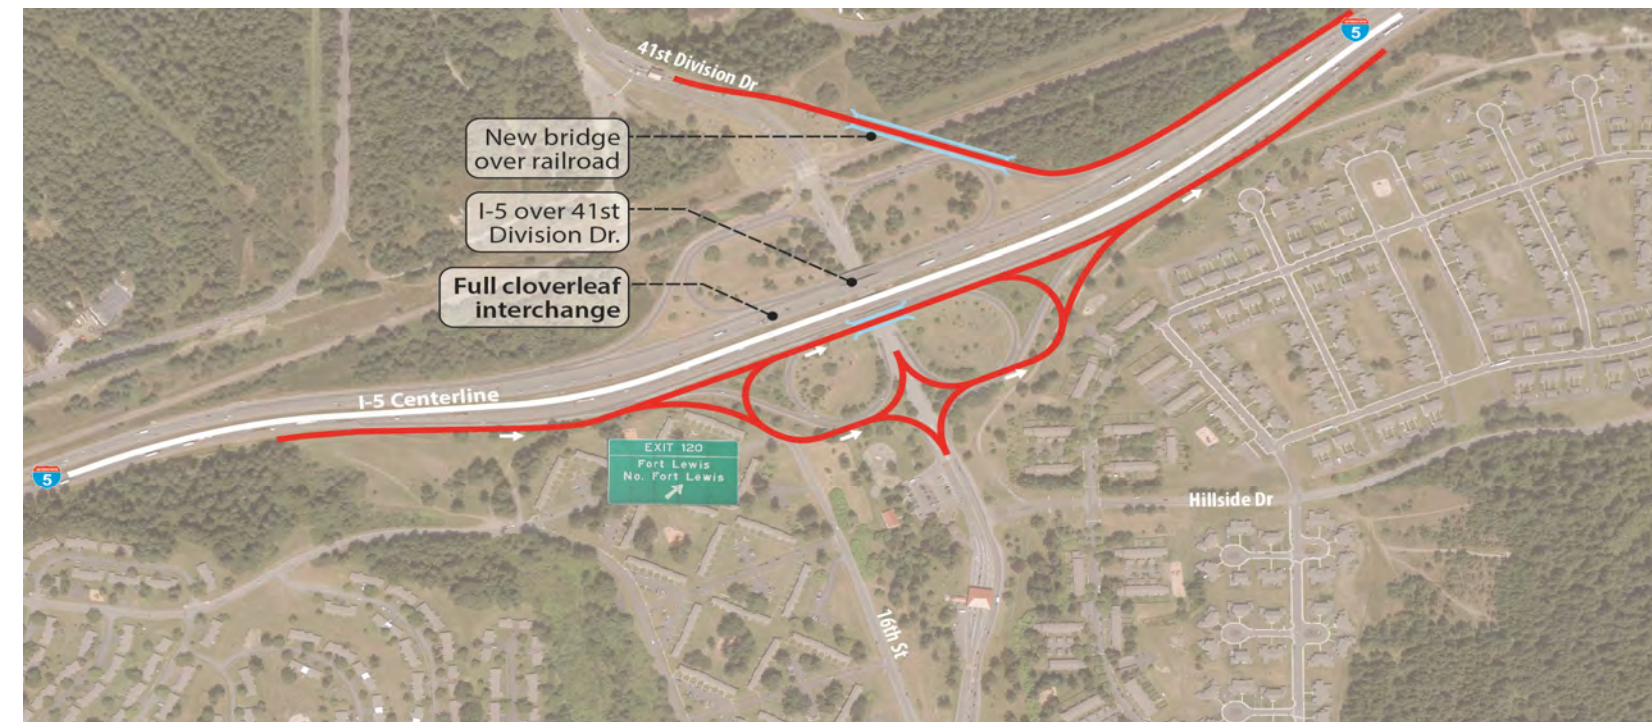 41st Division Dr
5
New bridge
over railroad
I-5 over 41st
Division Dr.
Full cloverleaf
interchange
I-5 Centerline
5
EXIT 120
Fort Lewis
No. Fort Lewis
Hillside Dr
16th St